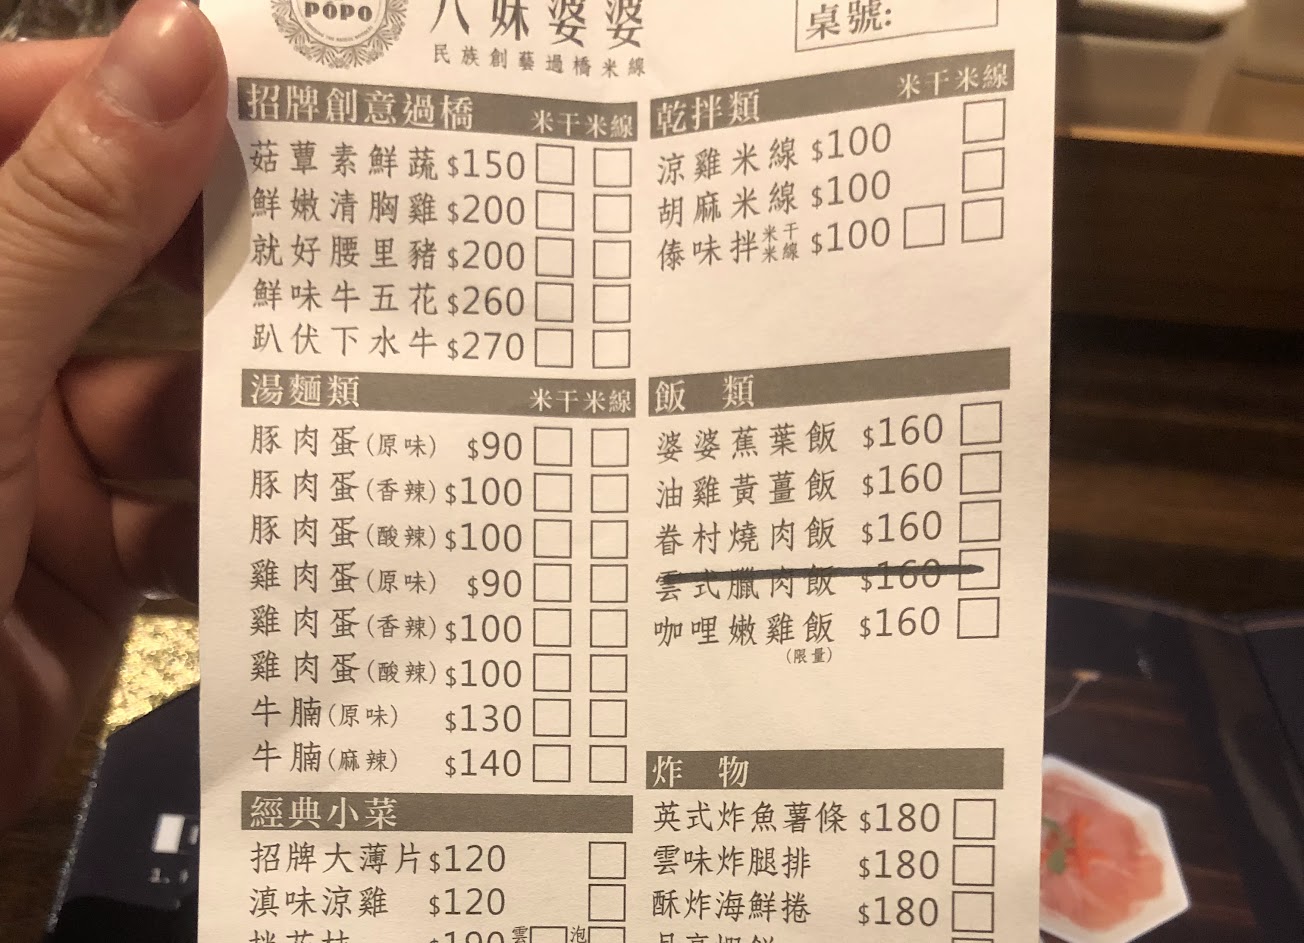 PÓPO
八妹婆婆
民族創藝過橋米線
桌號:
招牌創意過橋 米干 米線
菇蕈素鮮蔬 $150
鮮嫩清胸雞 $200
就好腰里豬 $200
鮮味牛五花 $260
趴伏下水牛 $270
湯麵類 米干 米線
豚肉蛋(原味) $90
豚肉蛋(香辣) $100
豚肉蛋(酸辣) $100
雞肉蛋(原味) $90
雞肉蛋(香辣) $100
雞肉蛋(酸辣) $100
牛腩(原味) $130
牛腩(麻辣) $140
經典小菜
招牌大薄片 $120
滇味涼雞 $120
$190 雲 泡
乾拌類 米干 米線
涼雞米線 $100
胡麻米線 $100
傣味拌米干米線 $100
飯類
婆婆蕉葉飯 $160
油雞黃薑飯 $160
眷村燒肉飯 $160
雲式臘肉飯 $160
咖哩嫩雞飯 $160
(限量)
炸物
英式炸魚薯條 $180
雲味炸腿排 $180
酥炸海鮮捲 $180